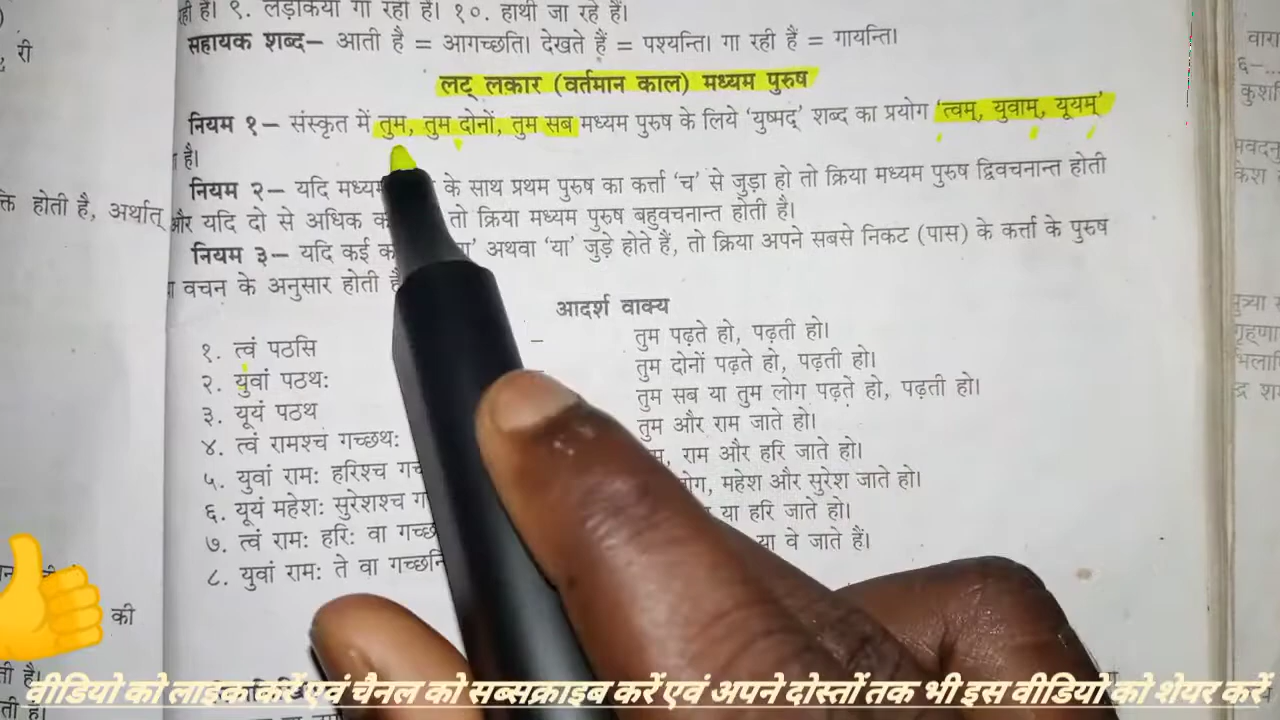 रही है। ९. लड़कियाँ गा रही हैं। १०. हाथी जा रहे हैं।
सहायक शब्द– आती है = आगच्छति। देखते हैं = पश्यन्ति। गा रही हैं = गायन्ति।
लट् लकार (वर्तमान काल) मध्यम पुरुष
नियम १– संस्कृत में तुम, तुम दोनों, तुम सब मध्यम पुरुष के लिये 'युष्मद्' शब्द का प्रयोग 'त्वम्, युवाम्, यूयम्'
है।
नियम २– यदि मध्यम के साथ प्रथम पुरुष का कर्त्ता 'च' से जुड़ा हो तो क्रिया मध्यम पुरुष द्विवचनान्त होती
और यदि दो से अधिक तो क्रिया मध्यम पुरुष बहुवचनान्त होती है।
नियम ३– यदि कई अथवा 'या' जुड़े होते हैं, तो क्रिया अपने सबसे निकट (पास) के कर्त्ता के पुरुष
वचन के अनुसार होती है
आदर्श वाक्य
१. त्वं पठसि – तुम पढ़ते हो, पढ़ती हो।
२. युवां पठथः – तुम दोनों पढ़ते हो, पढ़ती हो।
३. यूयं पठथ तुम सब या तुम लोग पढ़ते हो, पढ़ती हो।
४. त्वं रामश्च गच्छथः तुम और राम जाते हो।
५. युवां रामः हरिश्च राम और हरि जाते हो।
६. यूयं महेशः सुरेशश्च महेश और सुरेश जाते हो।
७. त्वं रामः हरिः वा या हरि जाते हो।
८. युवां रामः ते वा या वे जाते हैं।
री
होती है, अर्थात्
की
ती है।
ती है।
वीडियो को लाइक करें एवं चैनल को सब्सक्राइब करें एवं अपने दोस्तों तक भी इस वीडियो को शेयर करें